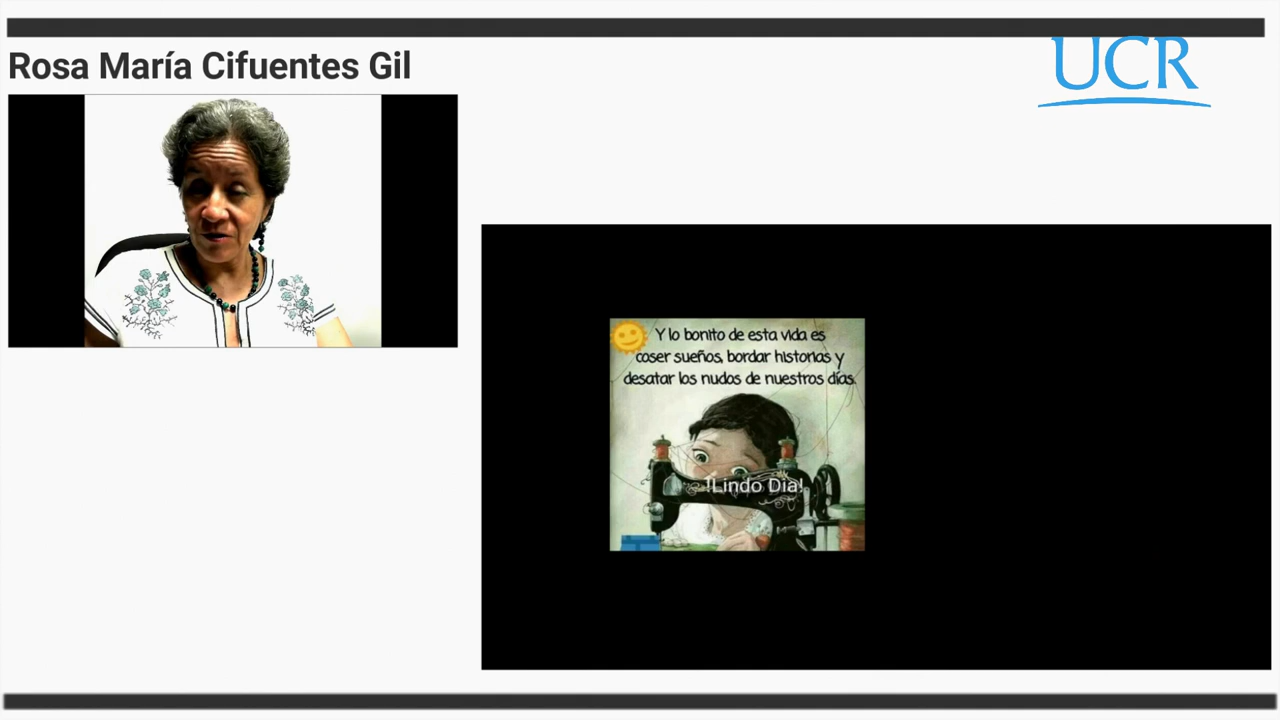 Rosa María Cifuentes Gil
UCR
Y lo bonito de esta vida es
coser sueños, bordar historias y
desatar los nudos de nuestros días.
!Lindo Dia!